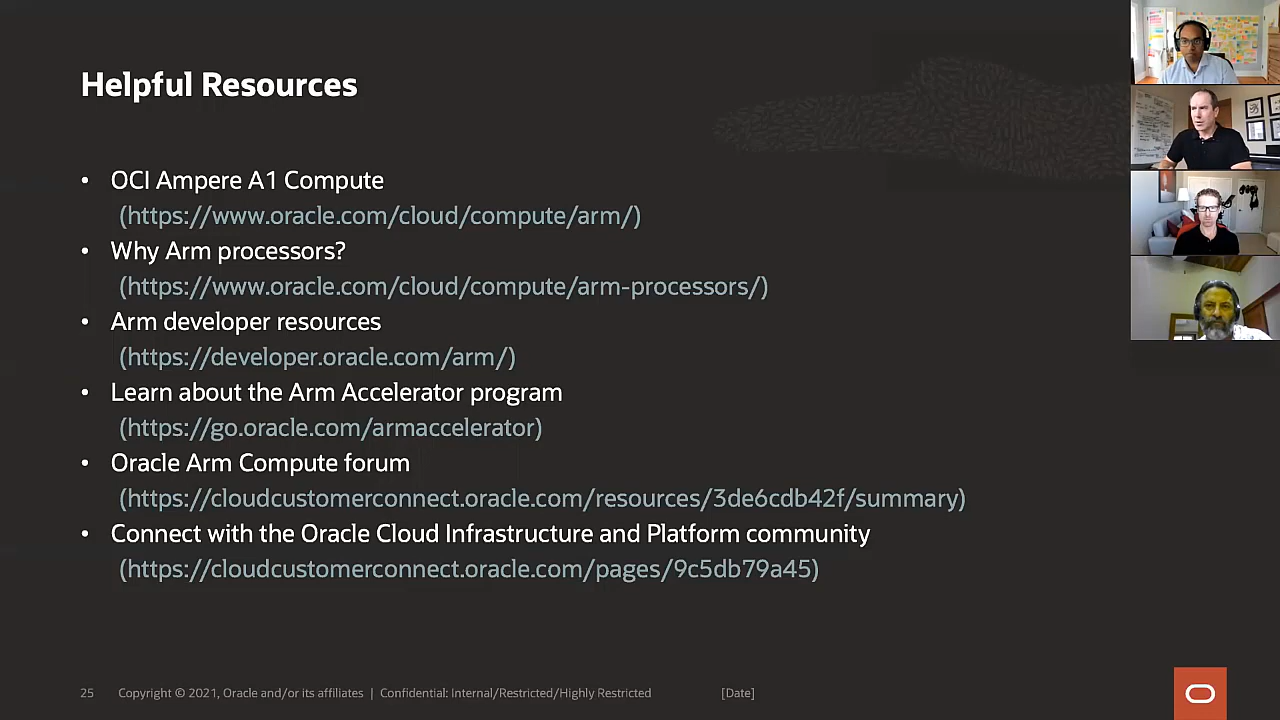 Helpful Resources
• OCI Ampere A1 Compute
(https://www.oracle.com/cloud/compute/arm/)
• Why Arm processors?
(https://www.oracle.com/cloud/compute/arm-processors/)
• Arm developer resources
(https://developer.oracle.com/arm/)
• Learn about the Arm Accelerator program
(https://go.oracle.com/armaccelerator)
• Oracle Arm Compute forum
(https://cloudcustomerconnect.oracle.com/resources/3de6cdb42f/summary)
• Connect with the Oracle Cloud Infrastructure and Platform community
(https://cloudcustomerconnect.oracle.com/pages/9c5db79a45)
25 Copyright © 2021, Oracle and/or its affiliates | Confidential: Internal/Restricted/Highly Restricted [Date]